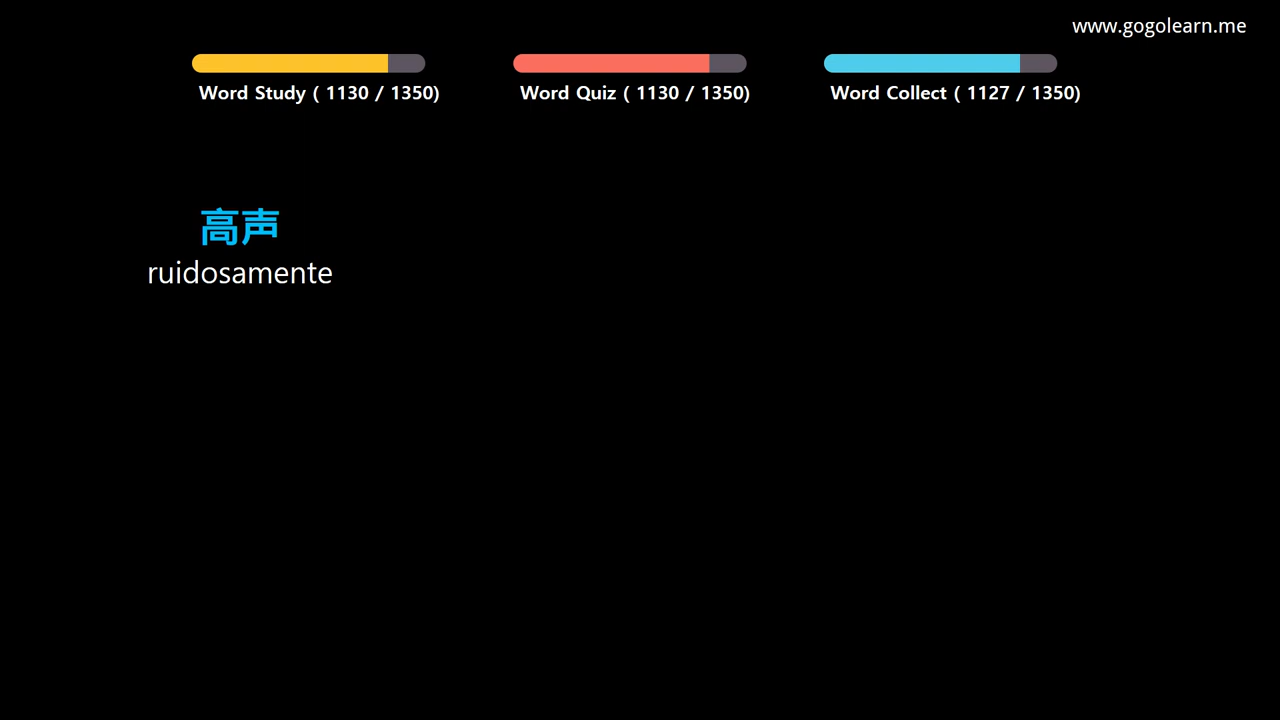 www.gogolearn.me
Word Study ( 1130 / 1350)
Word Quiz ( 1130 / 1350)
Word Collect ( 1127 / 1350)
高声
ruidosamente